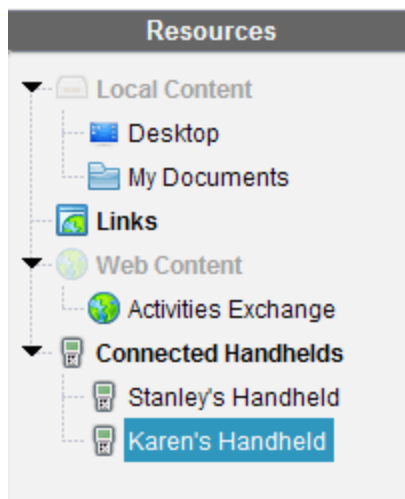 Resources
Local Content
Desktop
My Documents
Links
Web Content
Activities Exchange
Connected Handhelds
Stanley's Handheld
Karen's Handheld